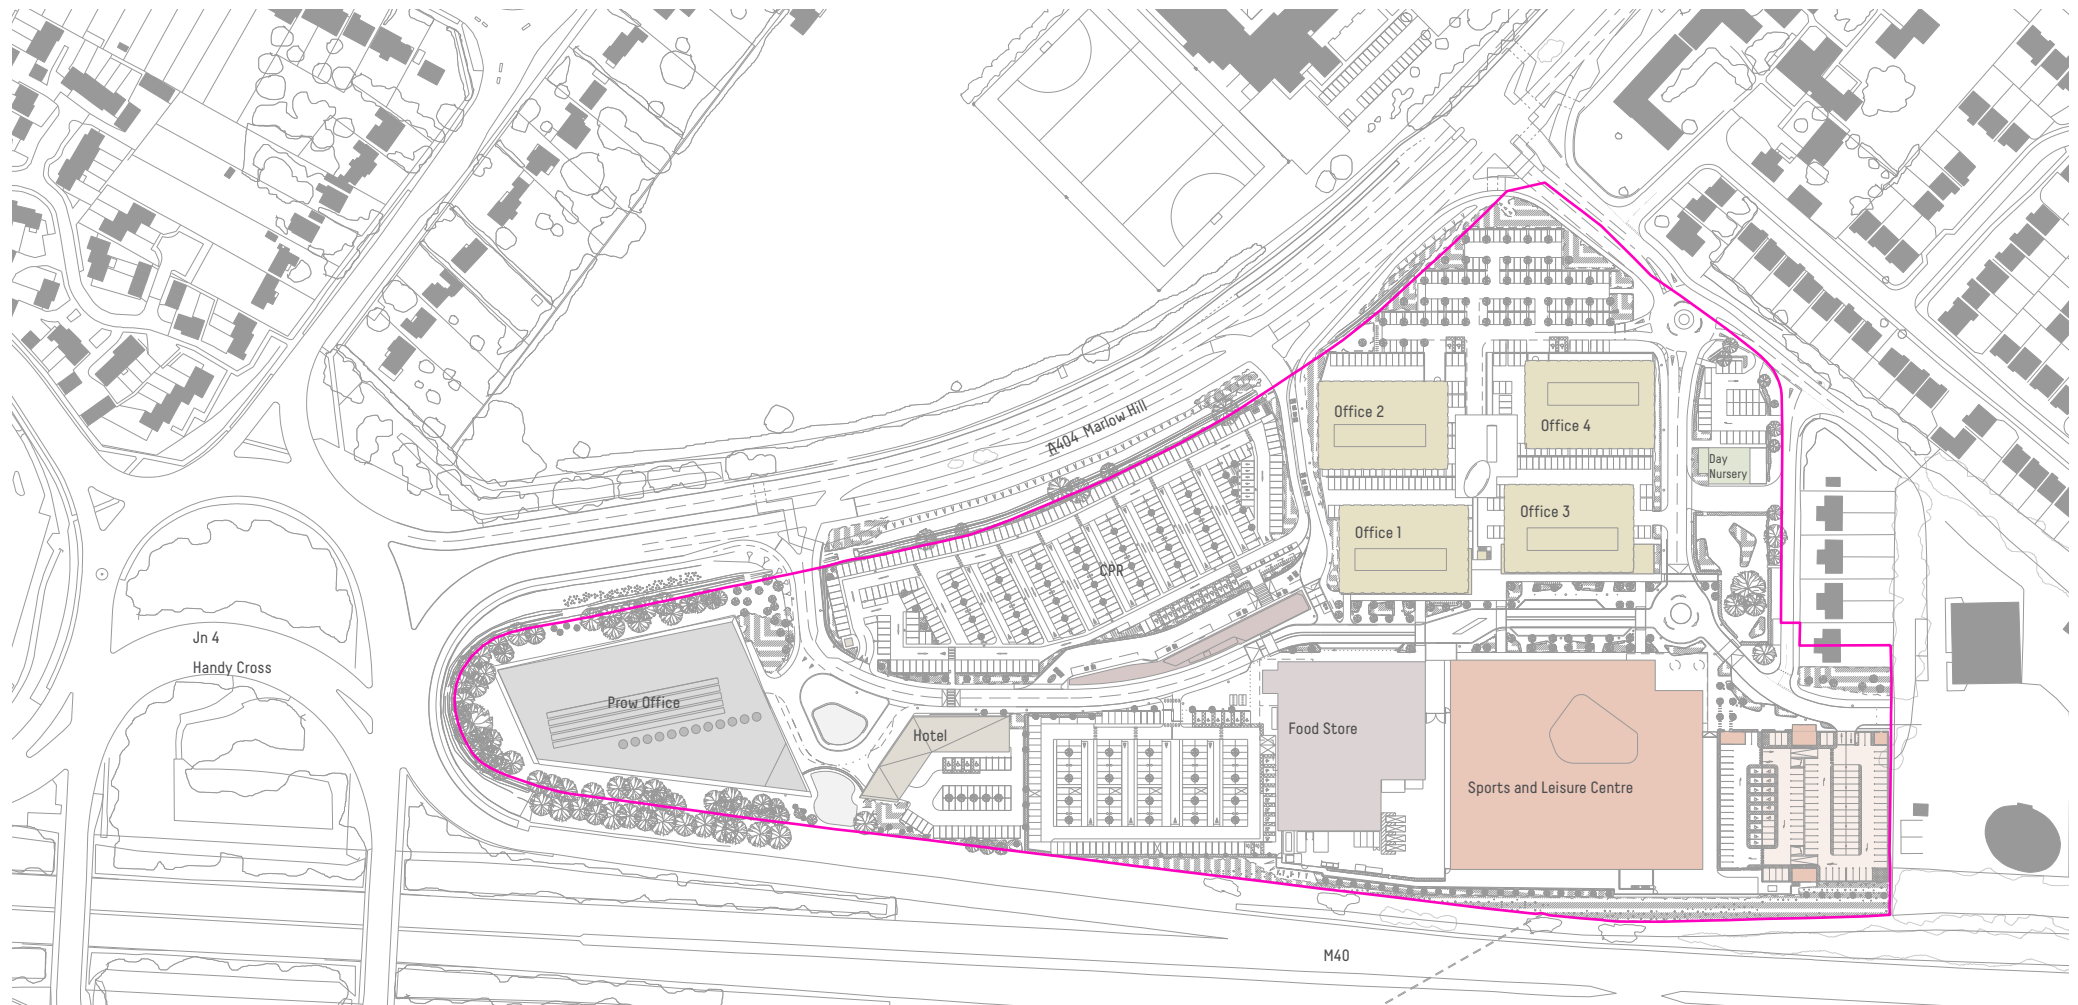 Office 2
Office 4
A404 Marlow Hill
Day
Nursery
Office 3
Office 1
CPR
Jn 4
Handy Cross
Prow Office
Hotel
Food Store
Sports and Leisure Centre
M40